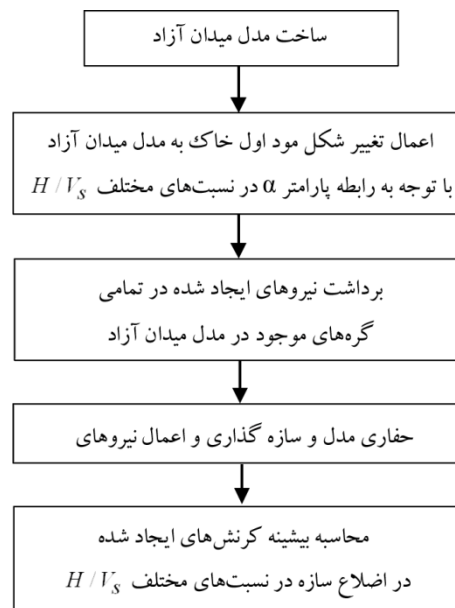 ساخت مدل میدان آزاد
اعمال تغییر شکل مود اول خاک به مدل میدان آزاد
با توجه به رابطه پارامتر α در نسبت‌های مختلف H / V_S
برداشت نیروهای ایجاد شده در تمامی
گره‌های موجود در مدل میدان آزاد
حفاری مدل و سازه گذاری و اعمال نیروهای
محاسبه بیشینه کرنش‌های ایجاد شده
در اضلاع سازه در نسبت‌های مختلف H / V_S